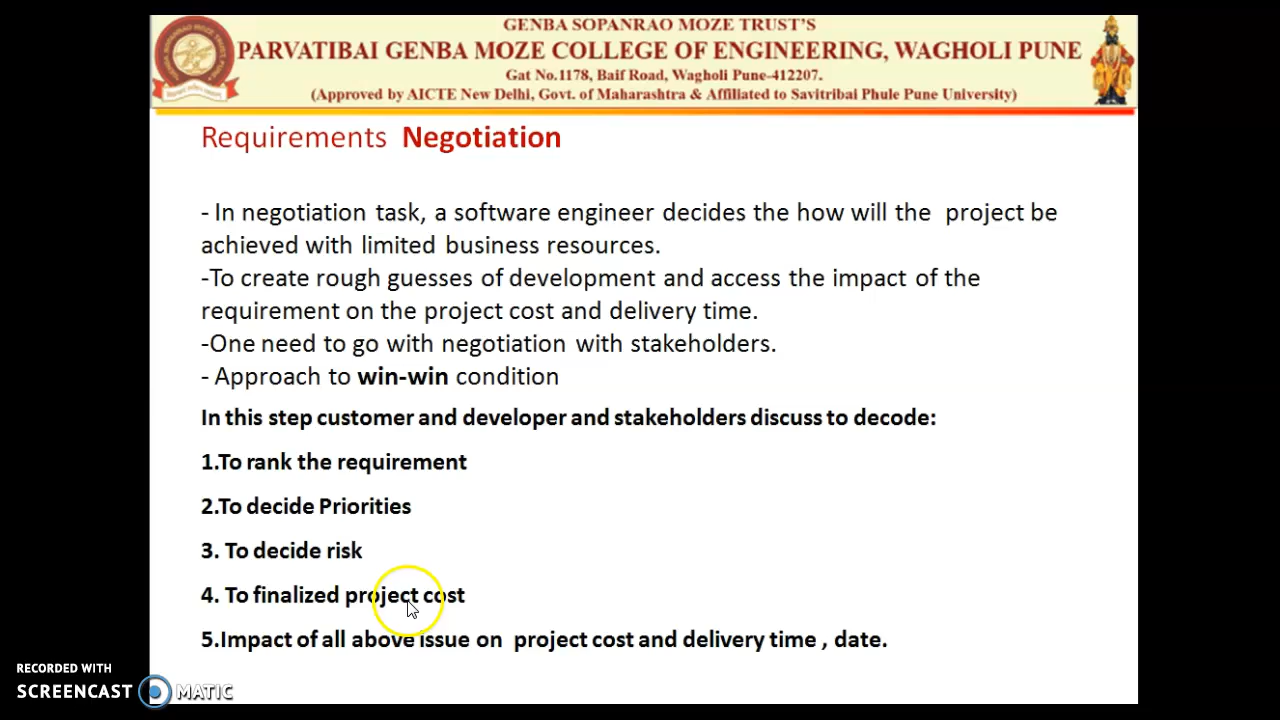 GENBA SOPANRAO MOZE TRUST'S
PARVATIBAI GENBA MOZE COLLEGE OF ENGINEERING, WAGHOLI PUNE
Gat No.1178, Baif Road, Wagholi Pune-412207.
(Approved by AICTE New Delhi, Govt. of Maharashtra & Affiliated to Savitribai Phule Pune University)
Requirements Negotiation
- In negotiation task, a software engineer decides the how will the project be
achieved with limited business resources.
-To create rough guesses of development and access the impact of the
requirement on the project cost and delivery time.
-One need to go with negotiation with stakeholders.
- Approach to win-win condition
In this step customer and developer and stakeholders discuss to decode:
1.To rank the requirement
2.To decide Priorities
3. To decide risk
4. To finalized project cost
5.Impact of all above issue on project cost and delivery time , date.
RECORDED WITH
SCREENCAST MATIC